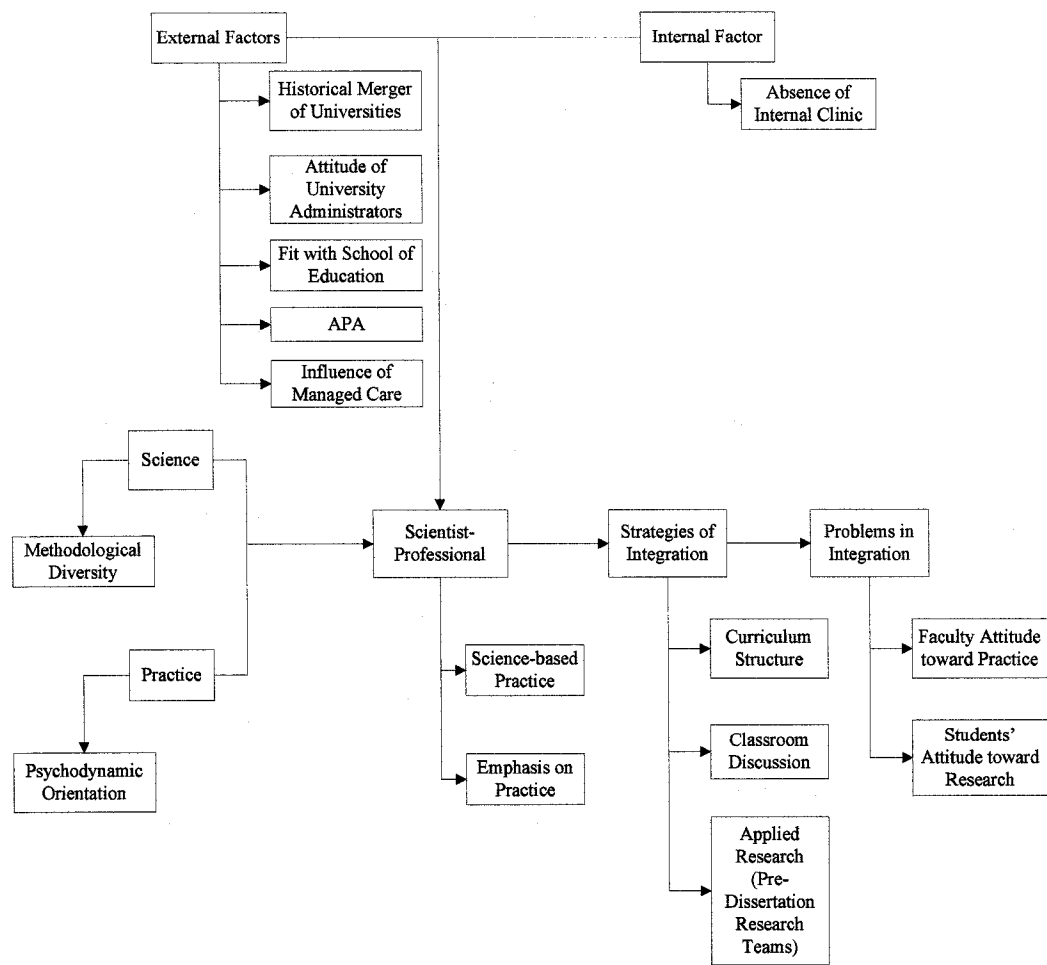 External Factors
Internal Factor
Historical Merger
of Universities
Absence of
Internal Clinic
Attitude of
University
Administrators
Fit with School of
Education
APA
Influence of
Managed Care
Science
Methodological
Diversity
Practice
Psychodynamic
Orientation
Scientist-
Professional
Science-based
Practice
Emphasis on
Practice
Strategies of
Integration
Curriculum
Structure
Classroom
Discussion
Applied
Research
(Pre-
Dissertation
Research
Teams)
Problems in
Integration
Faculty Attitude
toward Practice
Students'
Attitude toward
Research